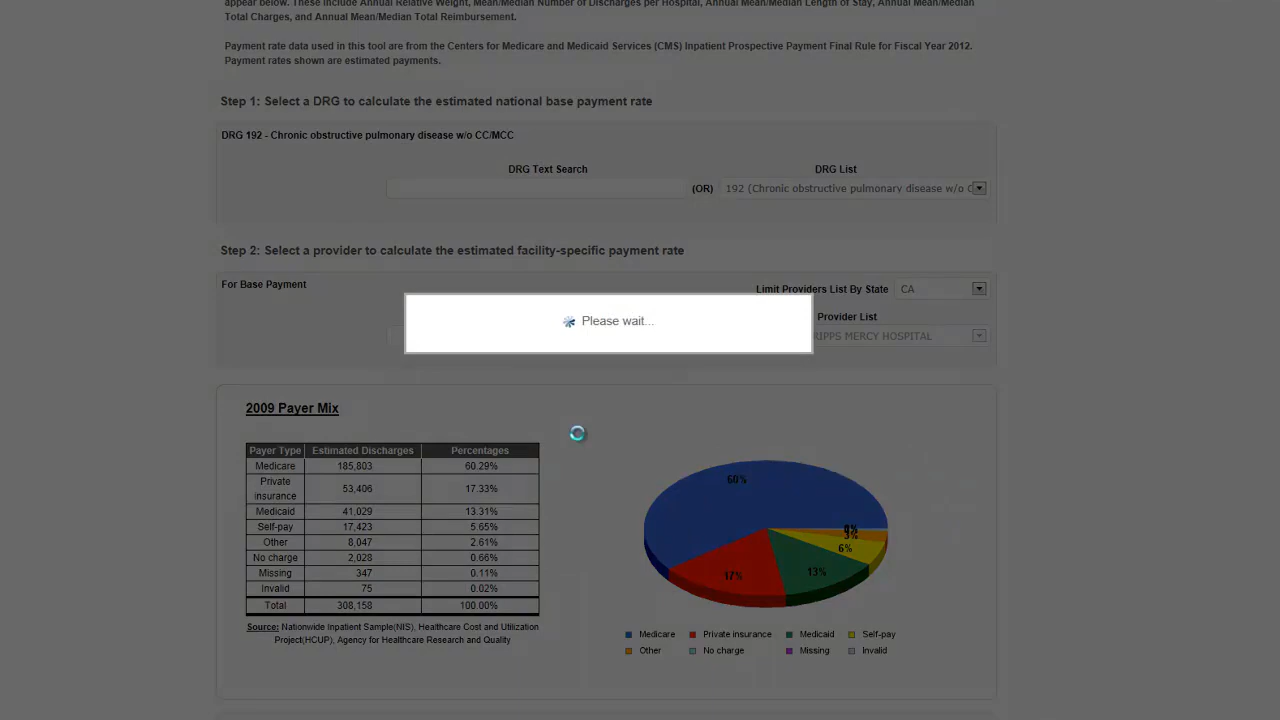 appear below. These include Annual Relative Weight, Mean/Median Number of Discharges per Hospital, Annual Mean/Median Length of Stay, Annual Mean/Median
Total Charges, and Annual Mean/Median Total Reimbursement.
Payment rate data used in this tool are from the Centers for Medicare and Medicaid Services (CMS) Inpatient Prospective Payment Final Rule for Fiscal Year 2012.
Payment rates shown are estimated payments.
Step 1: Select a DRG to calculate the estimated national base payment rate
DRG 192 - Chronic obstructive pulmonary disease w/o CC/MCC
DRG Text Search DRG List
(OR) 192 (Chronic obstructive pulmonary disease w/o C
Step 2: Select a provider to calculate the estimated facility-specific payment rate
For Base Payment Limit Providers List By State CA
Provider List
Please wait...
RIPPS MERCY HOSPITAL
2009 Payer Mix
Payer Type Estimated Discharges Percentages
Medicare 185,803 60.29%
Private
insurance 53,406 17.33%
Medicaid 41,029 13.31%
Self-pay 17,423 5.65%
Other 8,047 2.61%
No charge 2,028 0.66%
Missing 347 0.11%
Invalid 75 0.02%
Total 308,158 100.00%
Source: Nationwide Inpatient Sample(NIS), Healthcare Cost and Utilization
Project(HCUP), Agency for Healthcare Research and Quality
60%
3%
6%
17%
13%
Medicare Private insurance Medicaid Self-pay
Other No charge Missing Invalid